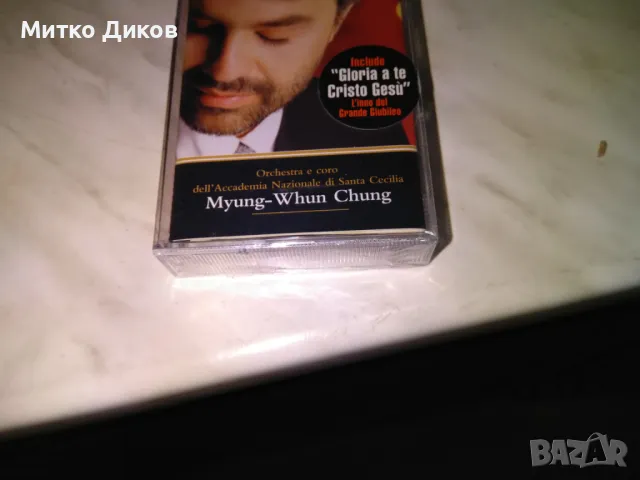 Митко Диков
Include
"Gloria a te
Cristo Gesù"
L'inno del
Grande Giubileo
Orchestra e coro
dell'Accademia Nazionale di Santa Cecilia
Myung-Whun Chung
BAZAR